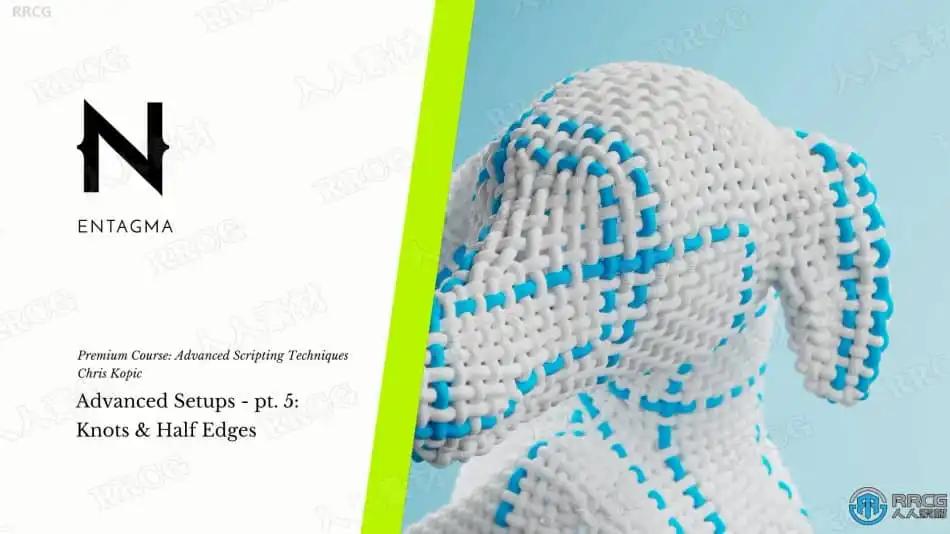 RRCG
N
ENTAGMA
Premium Course: Advanced Scripting Techniques
Chris Kopic
Advanced Setups - pt. 5:
Knots & Half Edges
RRCG
人人素材